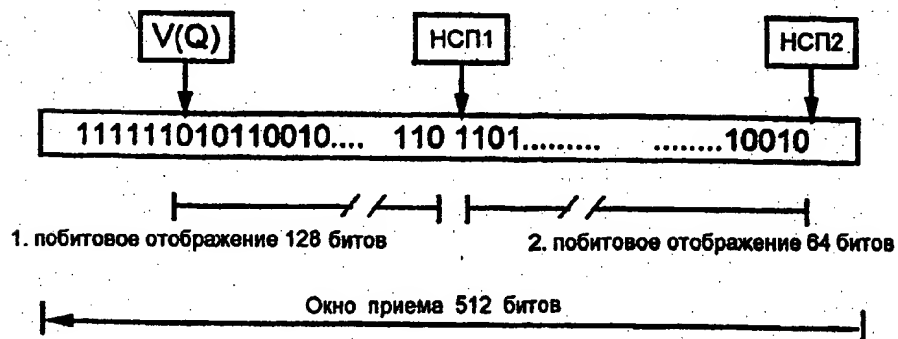 V(Q) НСП1 НСП2
111111010110010.... 110 1101......... ........10010
1. побитовое отображение 128 битов 2. побитовое отображение 64 битов
Окно приема 512 битов